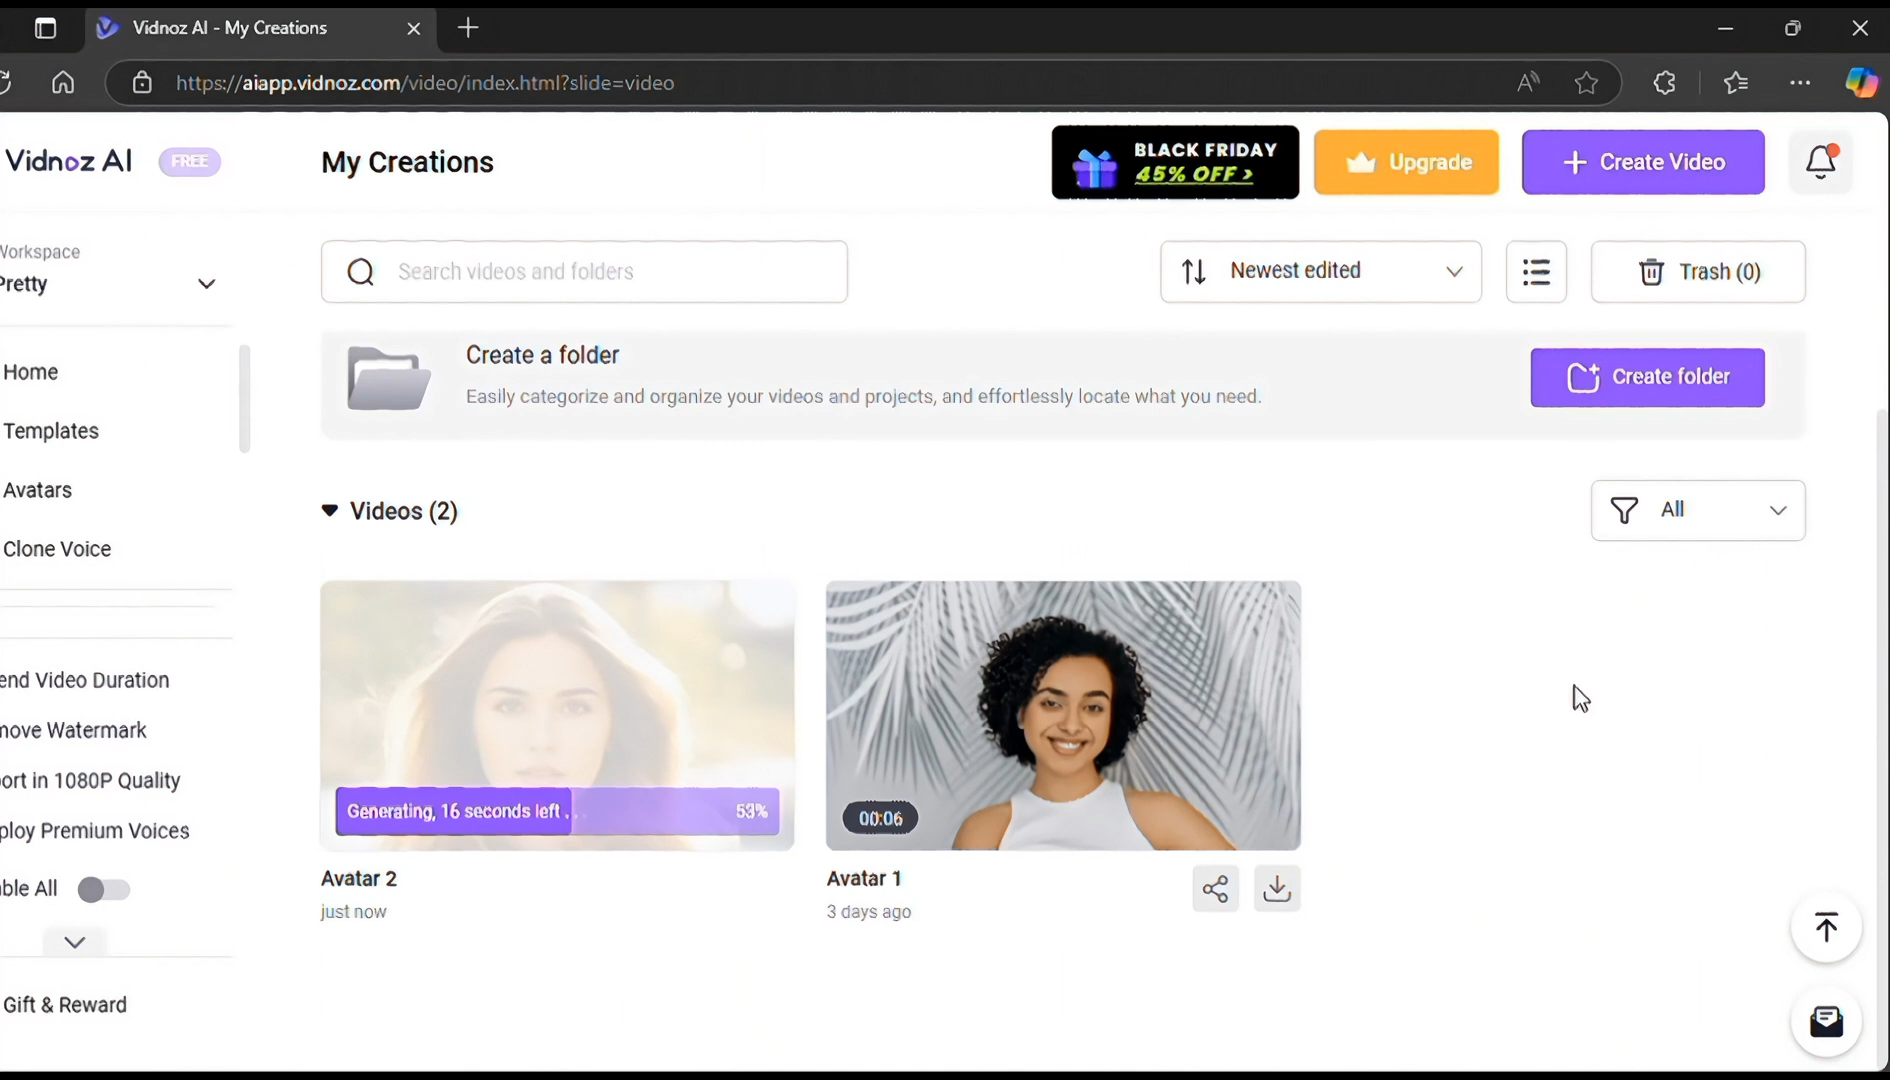 Vidnoz AI - My Creations
https://aiapp.vidnoz.com/video/index.html?slide=video
Vidnoz AI FREE
My Creations
BLACK FRIDAY
45% OFF >
Upgrade
+ Create Video
Workspace
Pretty
Search videos and folders
Newest edited
Trash (0)
Create a folder
Easily categorize and organize your videos and projects, and effortlessly locate what you need.
Create folder
Home
Templates
Avatars
Clone Voice
Videos (2)
All
end Video Duration
move Watermark
ort in 1080P Quality
ploy Premium Voices
ble All
Gift & Reward
Generating, 16 seconds left . . .
53%
Avatar 2
just now
00:06
Avatar 1
3 days ago